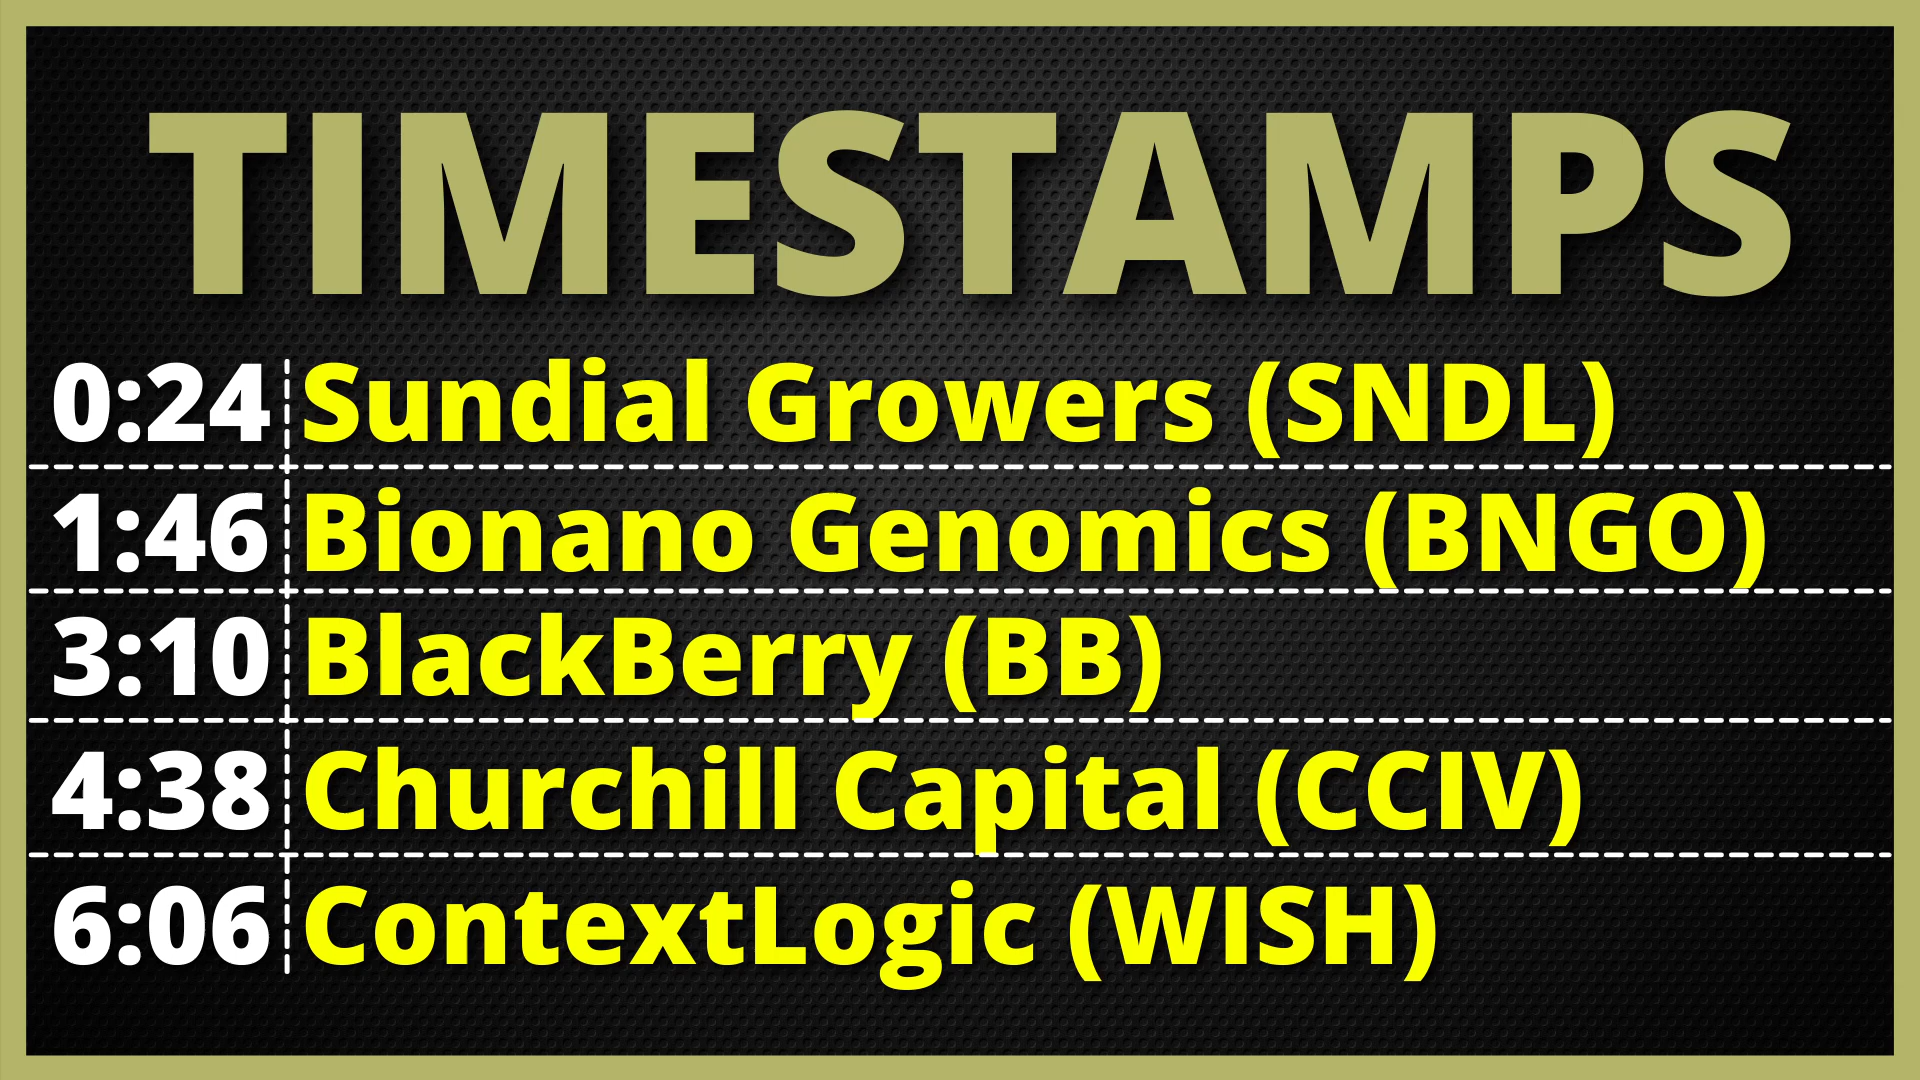 TIMESTAMPS
0:24 Sundial Growers (SNDL)
1:46 Bionano Genomics (BNGO)
3:10 BlackBerry (BB)
4:38 Churchill Capital (CCIV)
6:06 ContextLogic (WISH)